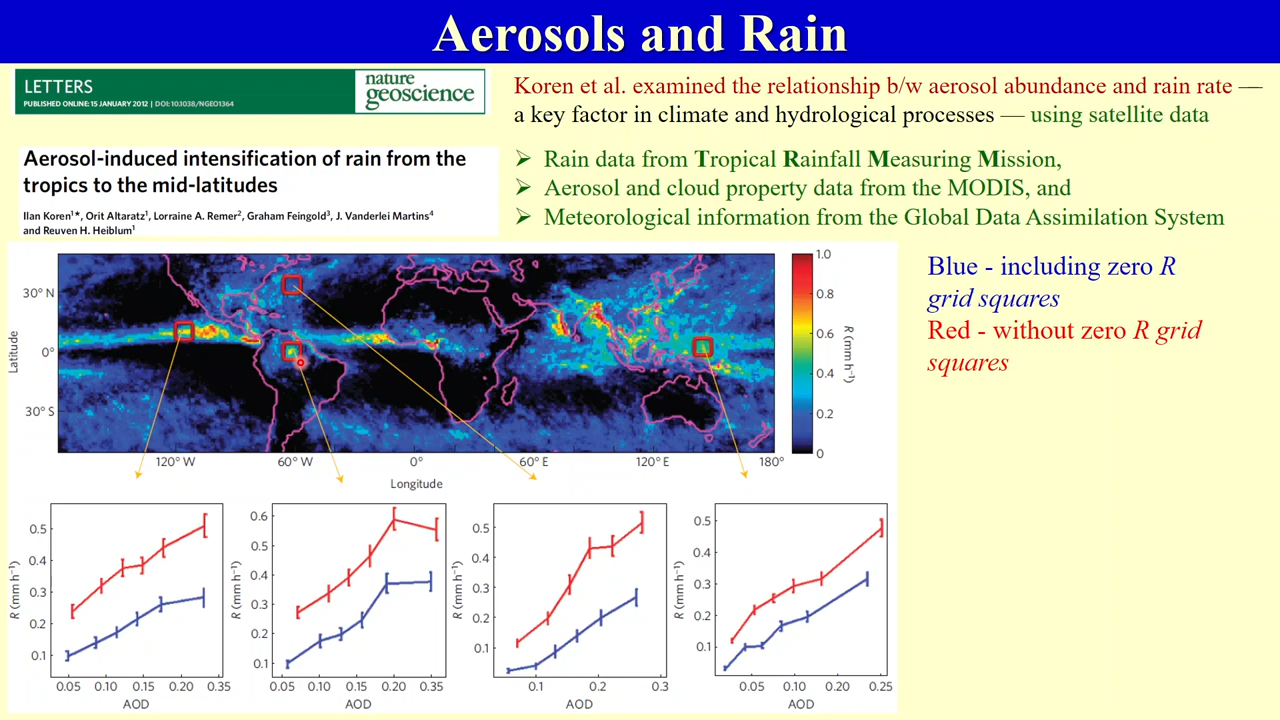 Aerosols and Rain
LETTERS
PUBLISHED ONLINE: 15 JANUARY 2012 | DOI: 10.1038/NGEO1364
nature
geoscience
Aerosol-induced intensification of rain from the
tropics to the mid-latitudes
Ilan Koren1*, Orit Altaratz1, Lorraine A. Remer2, Graham Feingold3, J. Vanderlei Martins4
and Reuven H. Heiblum1
Koren et al. examined the relationship b/w aerosol abundance and rain rate —
a key factor in climate and hydrological processes — using satellite data
➢ Rain data from Tropical Rainfall Measuring Mission,
➢ Aerosol and cloud property data from the MODIS, and
➢ Meteorological information from the Global Data Assimilation System
Blue - including zero R
grid squares
Red - without zero R grid
squares
Latitude
30° N
0°
30° S
120° W 60° W 0° 60° E 120° E 180°
Longitude
1.0
0.8
0.6
0.4
0.2
0
R (mm h⁻¹)
R (mm h⁻¹)
0.5
0.4
0.3
0.2
0.1
0.05 0.10 0.15 0.20 0.35
AOD
R (mm h⁻¹)
0.6
0.5
0.4
0.3
0.2
0.1
0.05 0.10 0.15 0.20 0.35
AOD
R (mm h⁻¹)
0.5
0.4
0.3
0.2
0.1
0.1 0.2 0.3
AOD
R (mm h⁻¹)
0.5
0.4
0.3
0.2
0.1
0.05 0.10 0.20 0.25
AOD